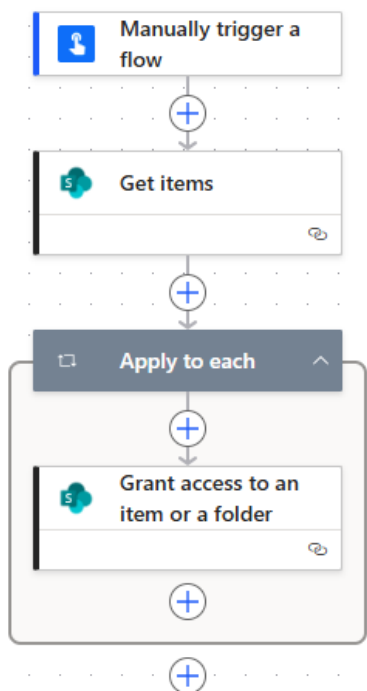 Manually trigger a
flow
Get items
Apply to each
Grant access to an
item or a folder